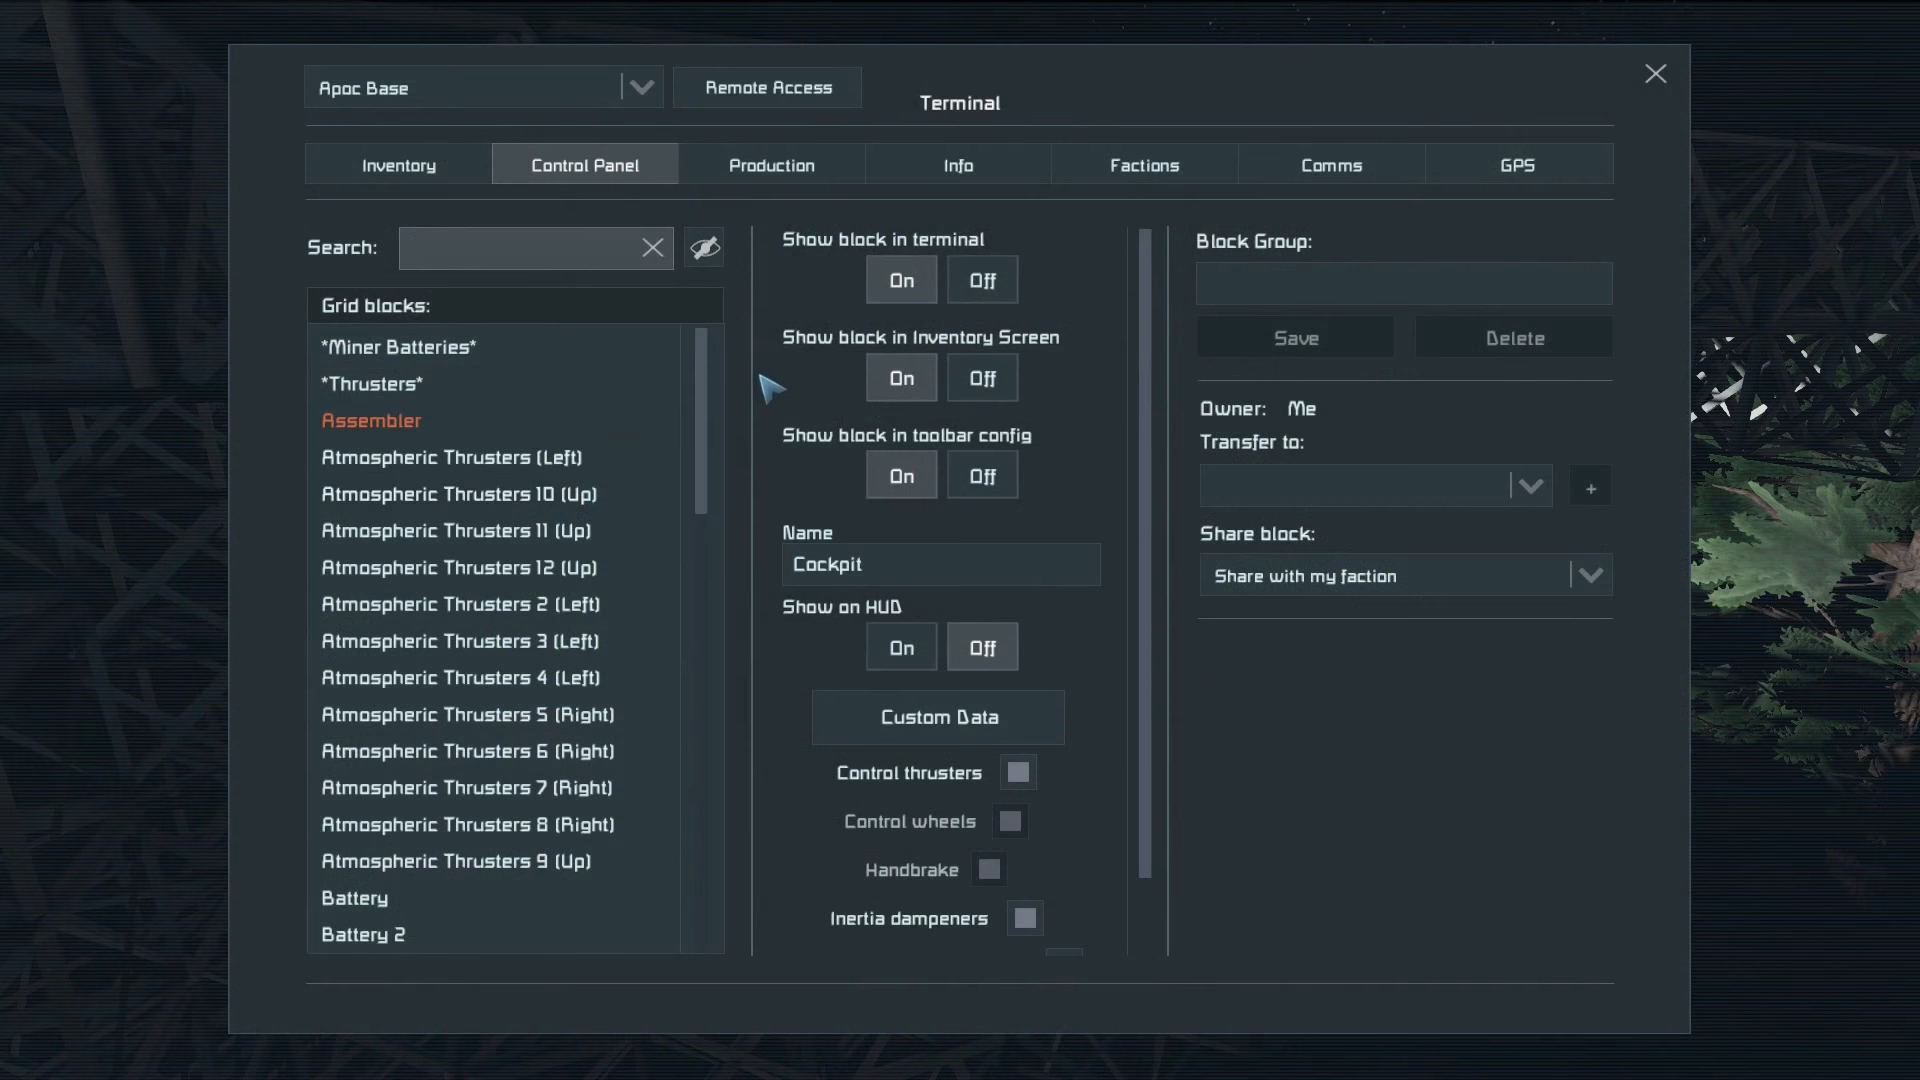 Apoc Base
Remote Access
Terminal
Inventory
Control Panel
Production
Info
Factions
Comms
GPS
Search:
Grid blocks:
*Miner Batteries*
*Thrusters*
Assembler
Atmospheric Thrusters (Left)
Atmospheric Thrusters 10 (Up)
Atmospheric Thrusters 11 (Up)
Atmospheric Thrusters 12 (Up)
Atmospheric Thrusters 2 (Left)
Atmospheric Thrusters 3 (Left)
Atmospheric Thrusters 4 (Left)
Atmospheric Thrusters 5 (Right)
Atmospheric Thrusters 6 (Right)
Atmospheric Thrusters 7 (Right)
Atmospheric Thrusters 8 (Right)
Atmospheric Thrusters 9 (Up)
Battery
Battery 2
Show block in terminal
On Off
Show block in Inventory Screen
On Off
Show block in toolbar config
On Off
Name
Cockpit
Show on HUD
On Off
Custom Data
Control thrusters
Control wheels
Handbrake
Inertia dampeners
Block Group:
Save
Delete
Owner: Me
Transfer to:
+
Share block:
Share with my faction